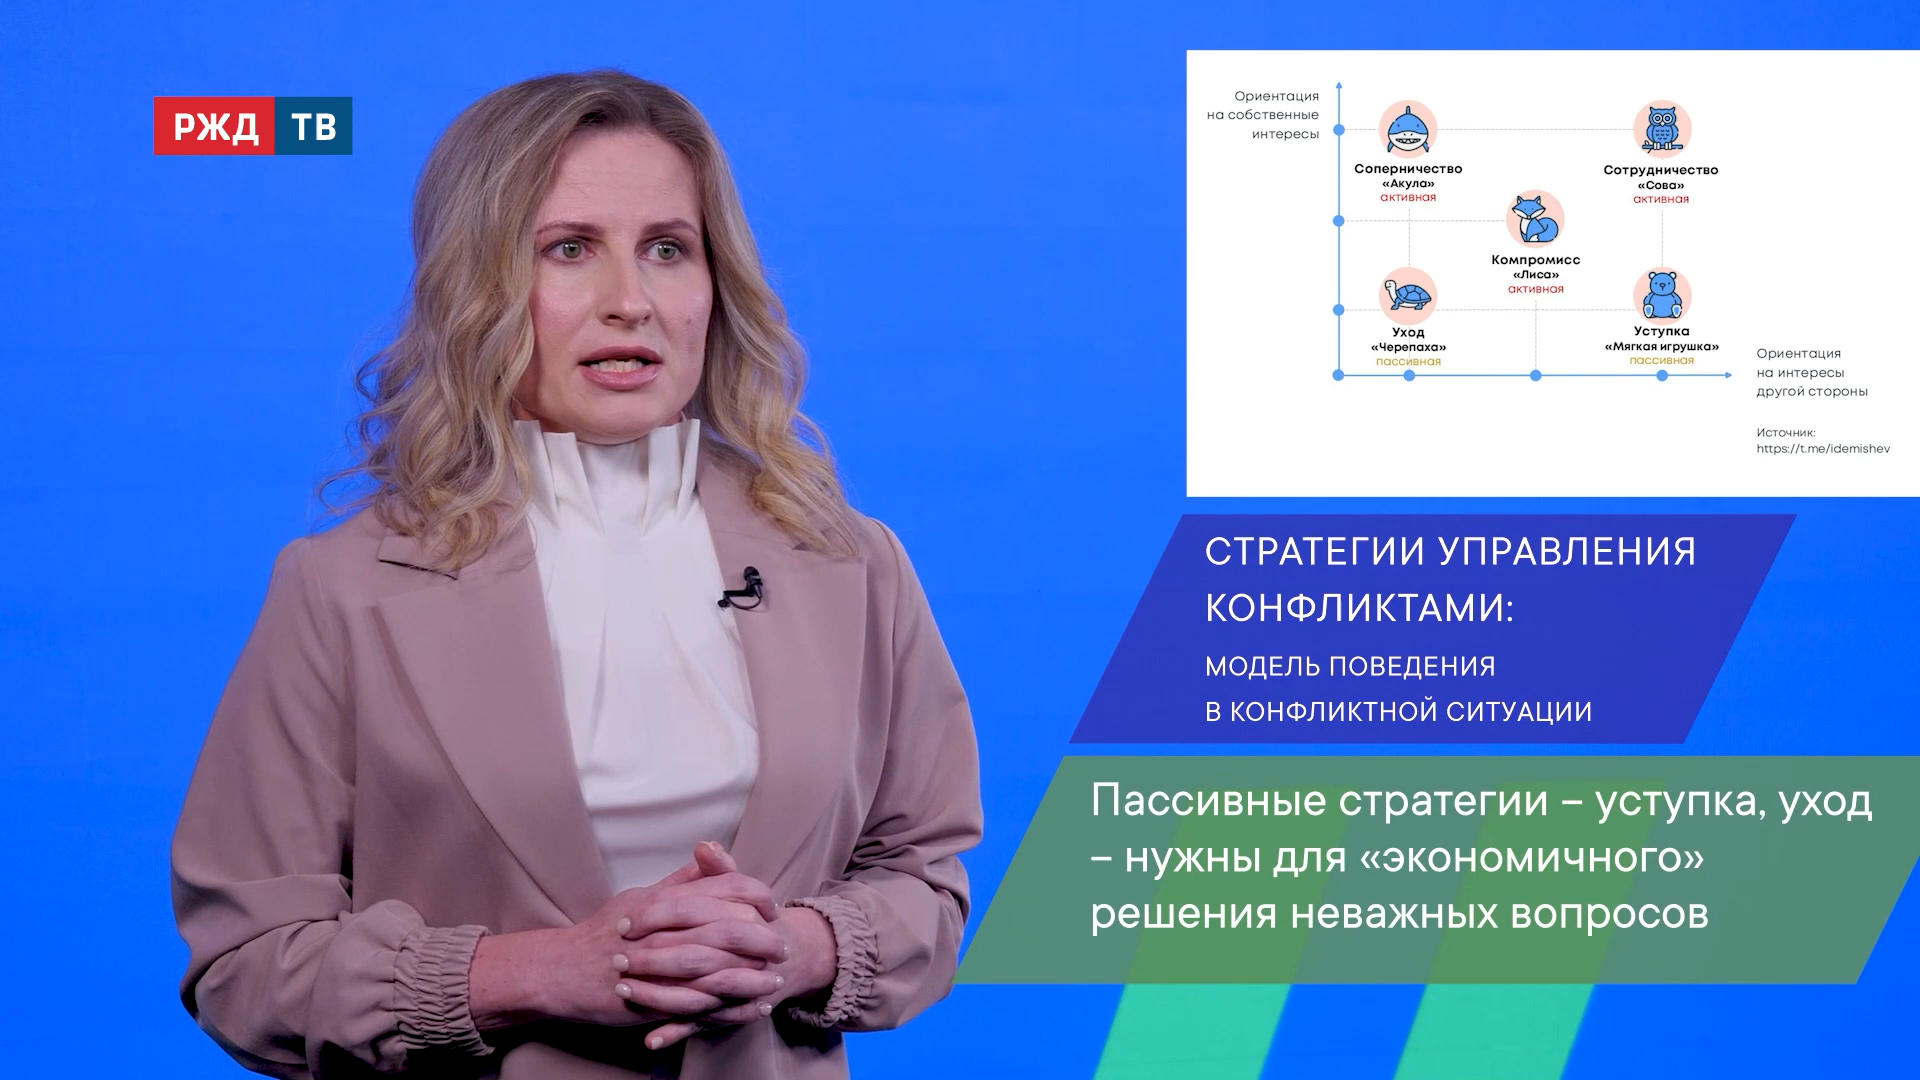 РЖД ТВ
Ориентация
на собственные
интересы
Соперничество
«Акула»
активная
Сотрудничество
«Сова»
активная
Компромисс
«Лиса»
активная
Уход
«Черепаха»
пассивная
Уступка
«Мягкая игрушка»
пассивная
Ориентация
на интересы
другой стороны
Источник:
https://t.me/idemishev
СТРАТЕГИИ УПРАВЛЕНИЯ
КОНФЛИКТАМИ:
МОДЕЛЬ ПОВЕДЕНИЯ
В КОНФЛИКТНОЙ СИТУАЦИИ
Пассивные стратегии – уступка, уход
– нужны для «экономичного»
решения неважных вопросов